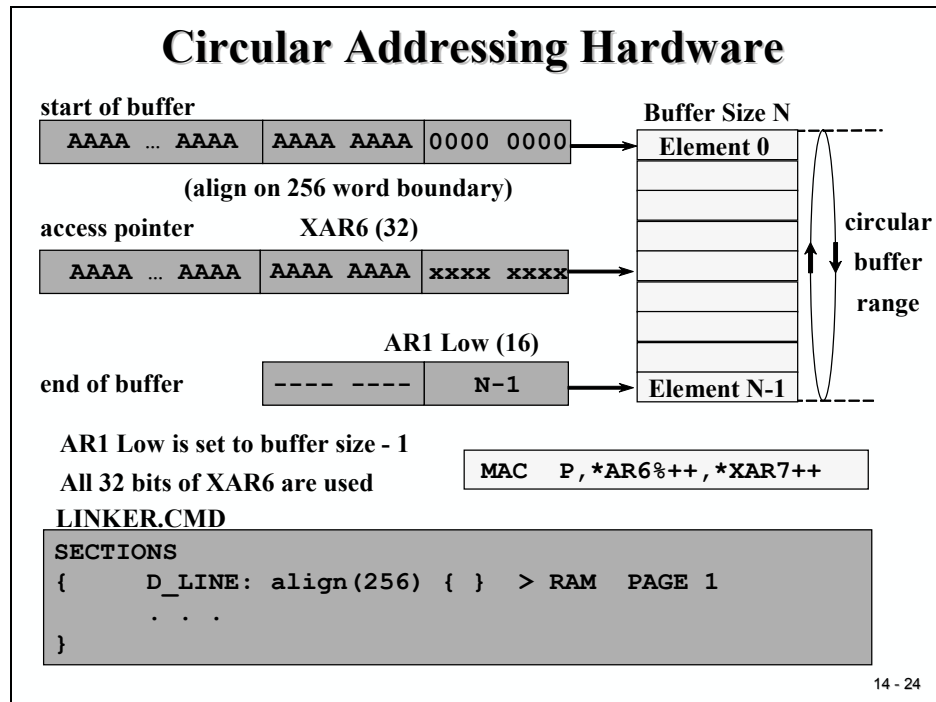 Circular Addressing Hardware
start of buffer
AAAA … AAAA AAAA AAAA 0000 0000
(align on 256 word boundary)
access pointer XAR6 (32)
AAAA … AAAA AAAA AAAA xxxx xxxx
AR1 Low (16)
end of buffer ---- ---- N-1
Buffer Size N
Element 0
Element N-1
circular
buffer
range
AR1 Low is set to buffer size - 1
All 32 bits of XAR6 are used
MAC P,*AR6%++,*XAR7++
LINKER.CMD
SECTIONS
{ D_LINE: align(256) { } > RAM PAGE 1
. . .
}
14 - 24